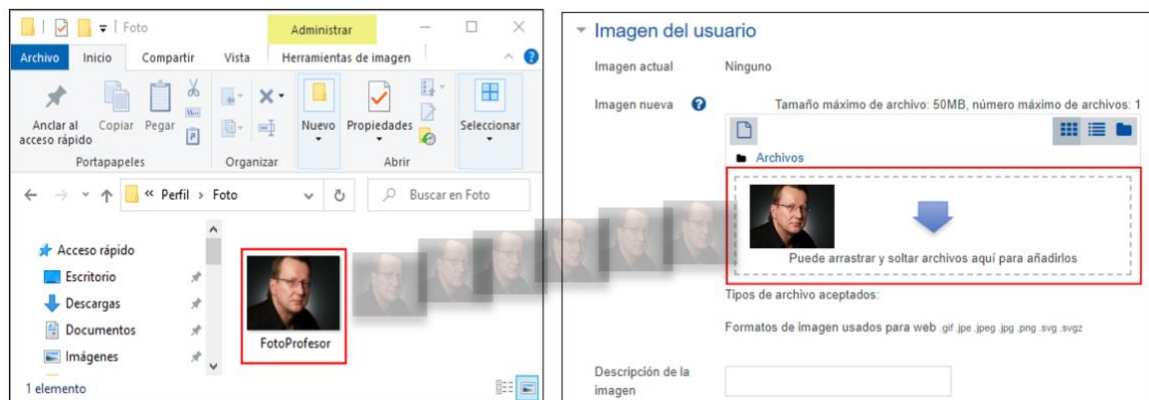 Foto
Administrar
Archivo Inicio Compartir Vista Herramientas de imagen
Anclar al acceso rápido
Copiar
Pegar
Nuevo
Propiedades
Seleccionar
Portapapeles
Organizar
Abrir
« Perfil > Foto
Buscar en Foto
Acceso rápido
Escritorio
Descargas
Documentos
Imágenes
FotoProfesor
1 elemento
Imagen del usuario
Imagen actual Ninguno
Imagen nueva
Tamaño máximo de archivo: 50MB, número máximo de archivos: 1
Archivos
Puede arrastrar y soltar archivos aquí para añadirlos
Tipos de archivo aceptados:
Formatos de imagen usados para web .gif .jpe .jpeg .jpg .png .svg .svgz
Descripción de la
imagen